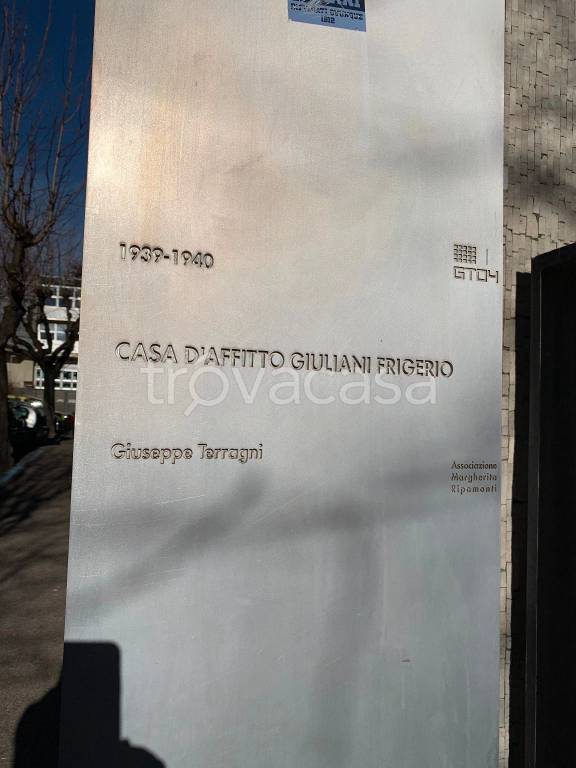 1939-1940
GT04
CASA D'AFFITTO GIULIANI FRIGERIO
trovacasa
Giuseppe Terragni
Associazione
Margherita
Ripamonti